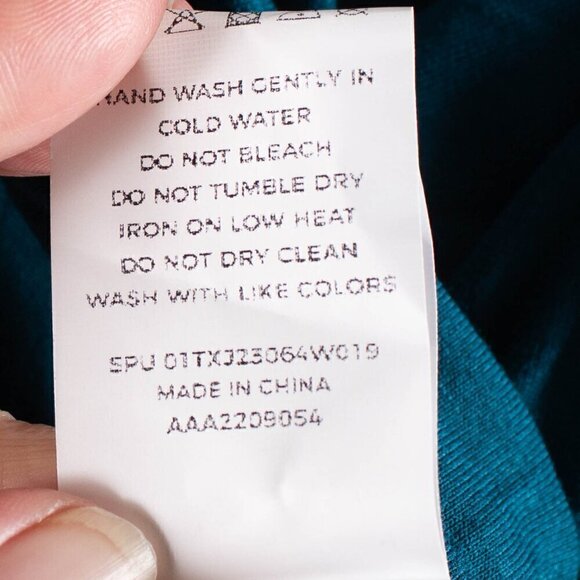 HAND WASH GENTLY IN
COLD WATER
DO NOT BLEACH
DO NOT TUMBLE DRY
IRON ON LOW HEAT
DO NOT DRY CLEAN
WASH WITH LIKE COLORS
SPU 01TXJ23064W019
MADE IN CHINA
AAA2209054